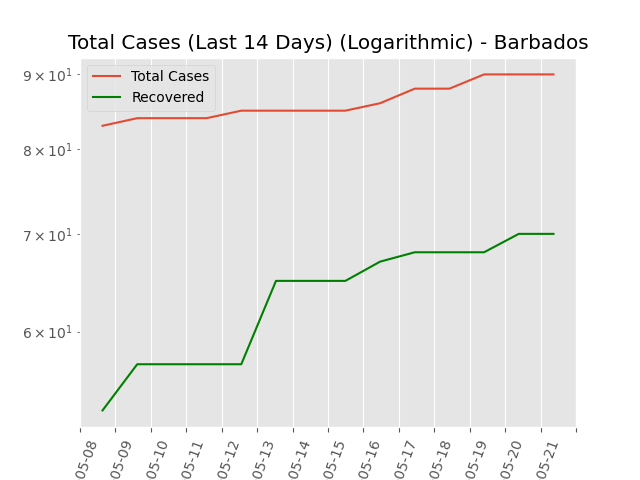 Total Cases (Last 14 Days) (Logarithmic) - Barbados
Total Cases
Recovered
9 × 10¹
8 × 10¹
7 × 10¹
6 × 10¹
05-08
05-09
05-10
05-11
05-12
05-13
05-14
05-15
05-16
05-17
05-18
05-19
05-20
05-21